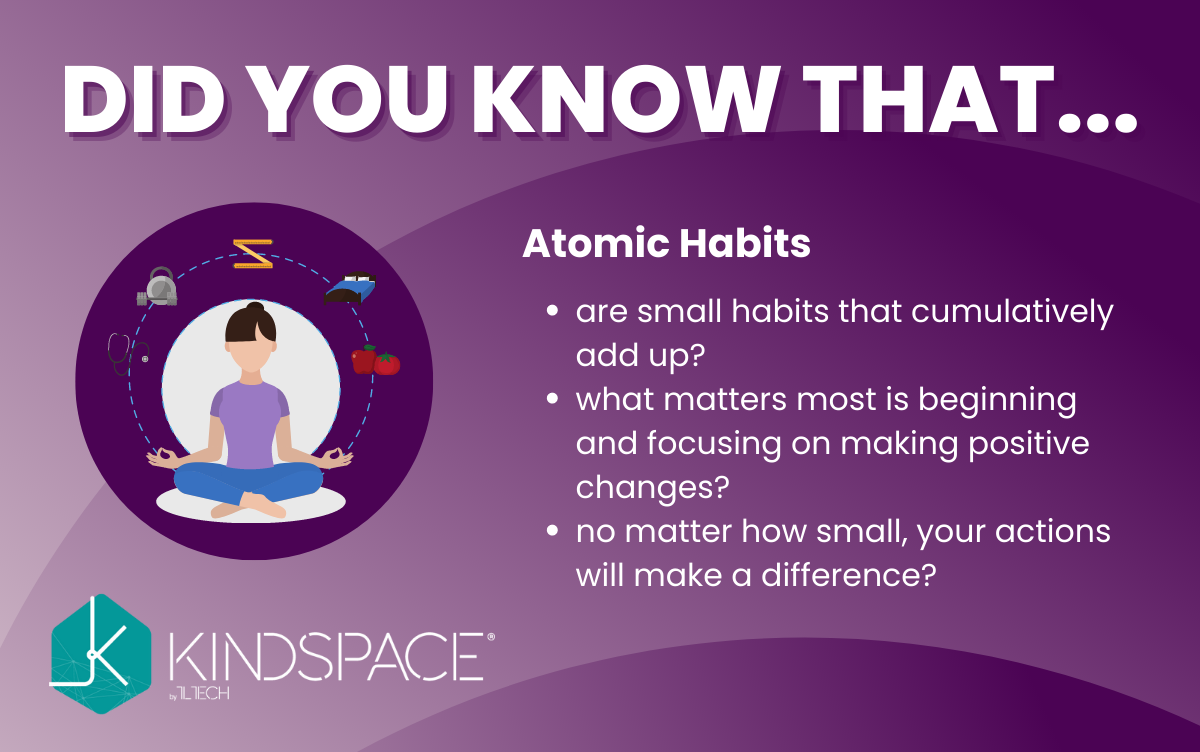 DID YOU KNOW THAT...
Atomic Habits
• are small habits that cumulatively
add up?
• what matters most is beginning
and focusing on making positive
changes?
• no matter how small, your actions
will make a difference?
KINDSPACE®
by TLTECH